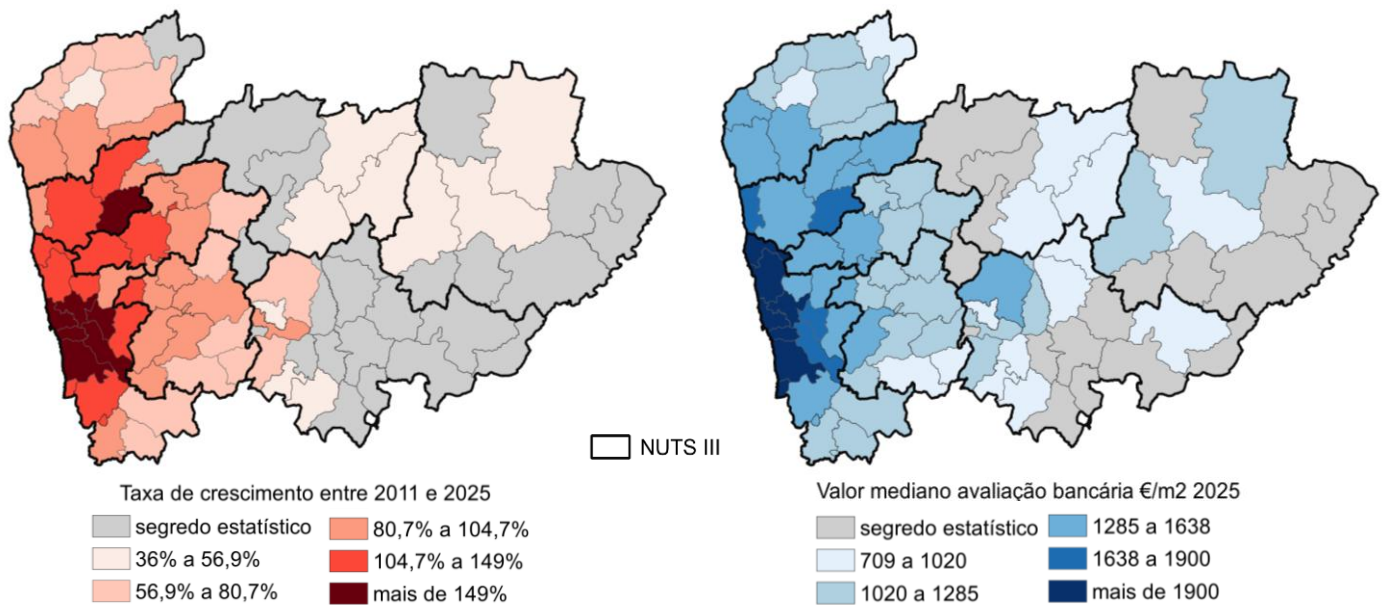 NUTS III
Taxa de crescimento entre 2011 e 2025
segredo estatístico
36% a 56,9%
56,9% a 80,7%
80,7% a 104,7%
104,7% a 149%
mais de 149%
Valor mediano avaliação bancária €/m2 2025
segredo estatístico
709 a 1020
1020 a 1285
1285 a 1638
1638 a 1900
mais de 1900